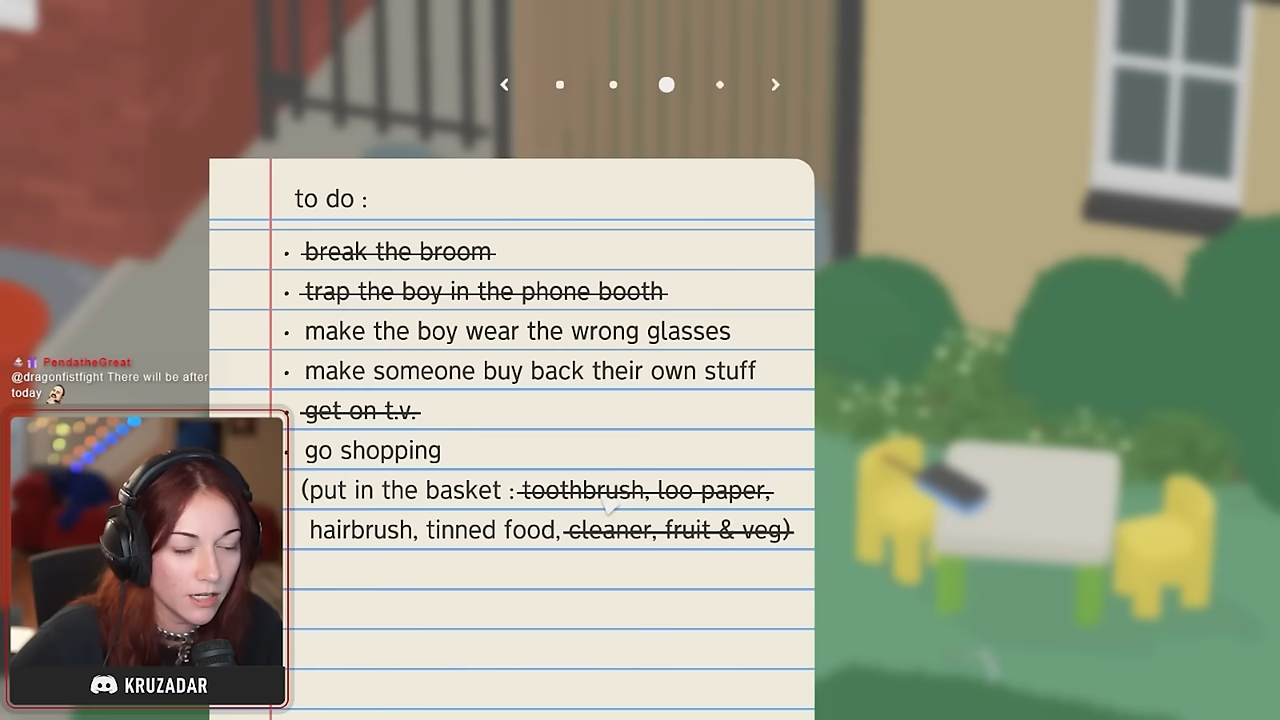 to do :
• break the broom
• trap the boy in the phone booth
• make the boy wear the wrong glasses
• make someone buy back their own stuff
• get on t.v.
• go shopping
(put in the basket : toothbrush, loo paper,
hairbrush, tinned food, cleaner, fruit & veg)
PendatheGreat
@dragonfistfight There will be after
today
KRUZADAR